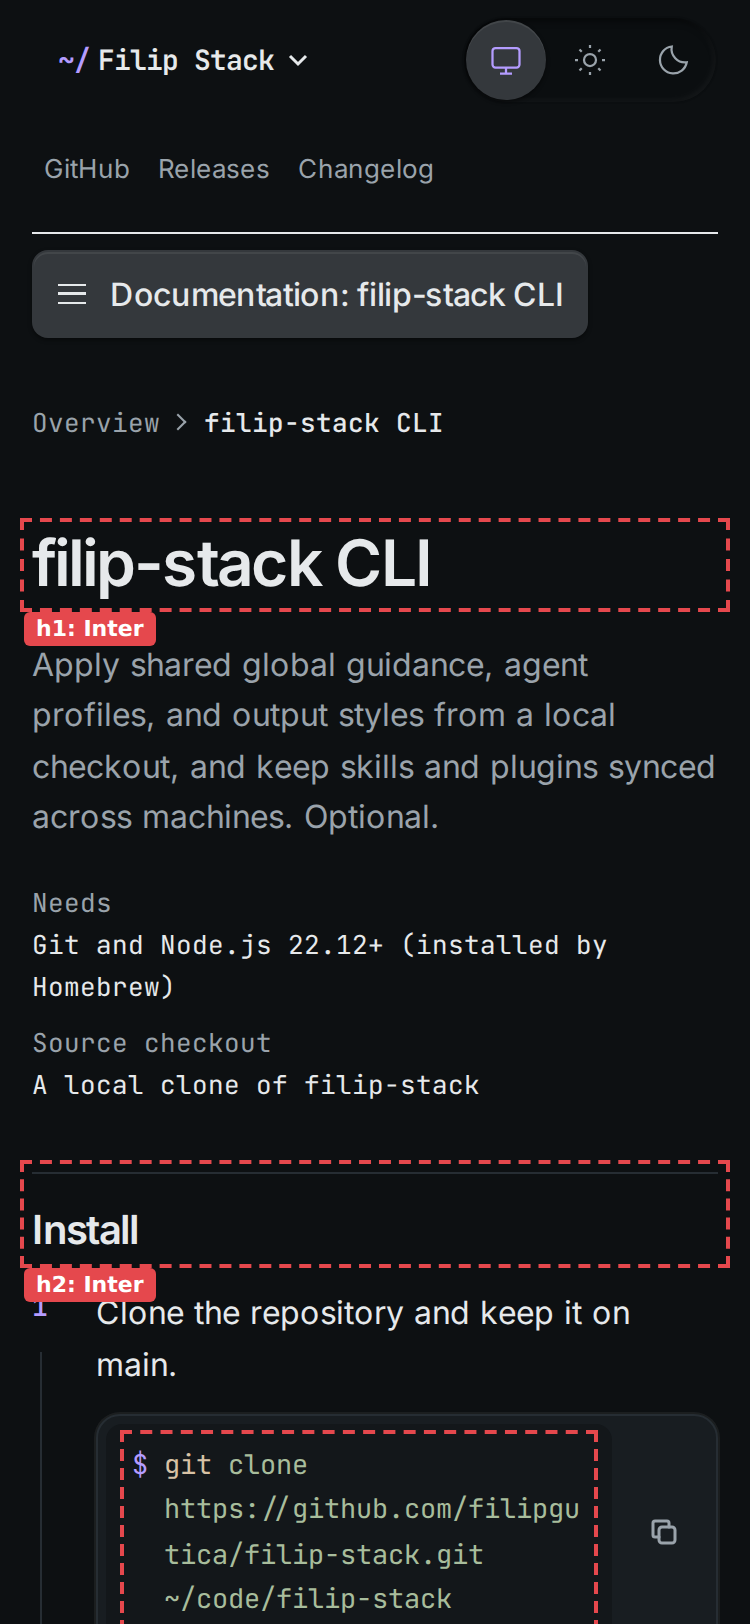 ~/ Filip Stack
GitHub Releases Changelog
Documentation: filip-stack CLI
Overview > filip-stack CLI
filip-stack CLI
h1: Inter
Apply shared global guidance, agent
profiles, and output styles from a local
checkout, and keep skills and plugins synced
across machines. Optional.
Needs
Git and Node.js 22.12+ (installed by
Homebrew)
Source checkout
A local clone of filip-stack
Install
h2: Inter
1 Clone the repository and keep it on
main.
$ git clone
https://github.com/filipgu
tica/filip-stack.git
~/code/filip-stack